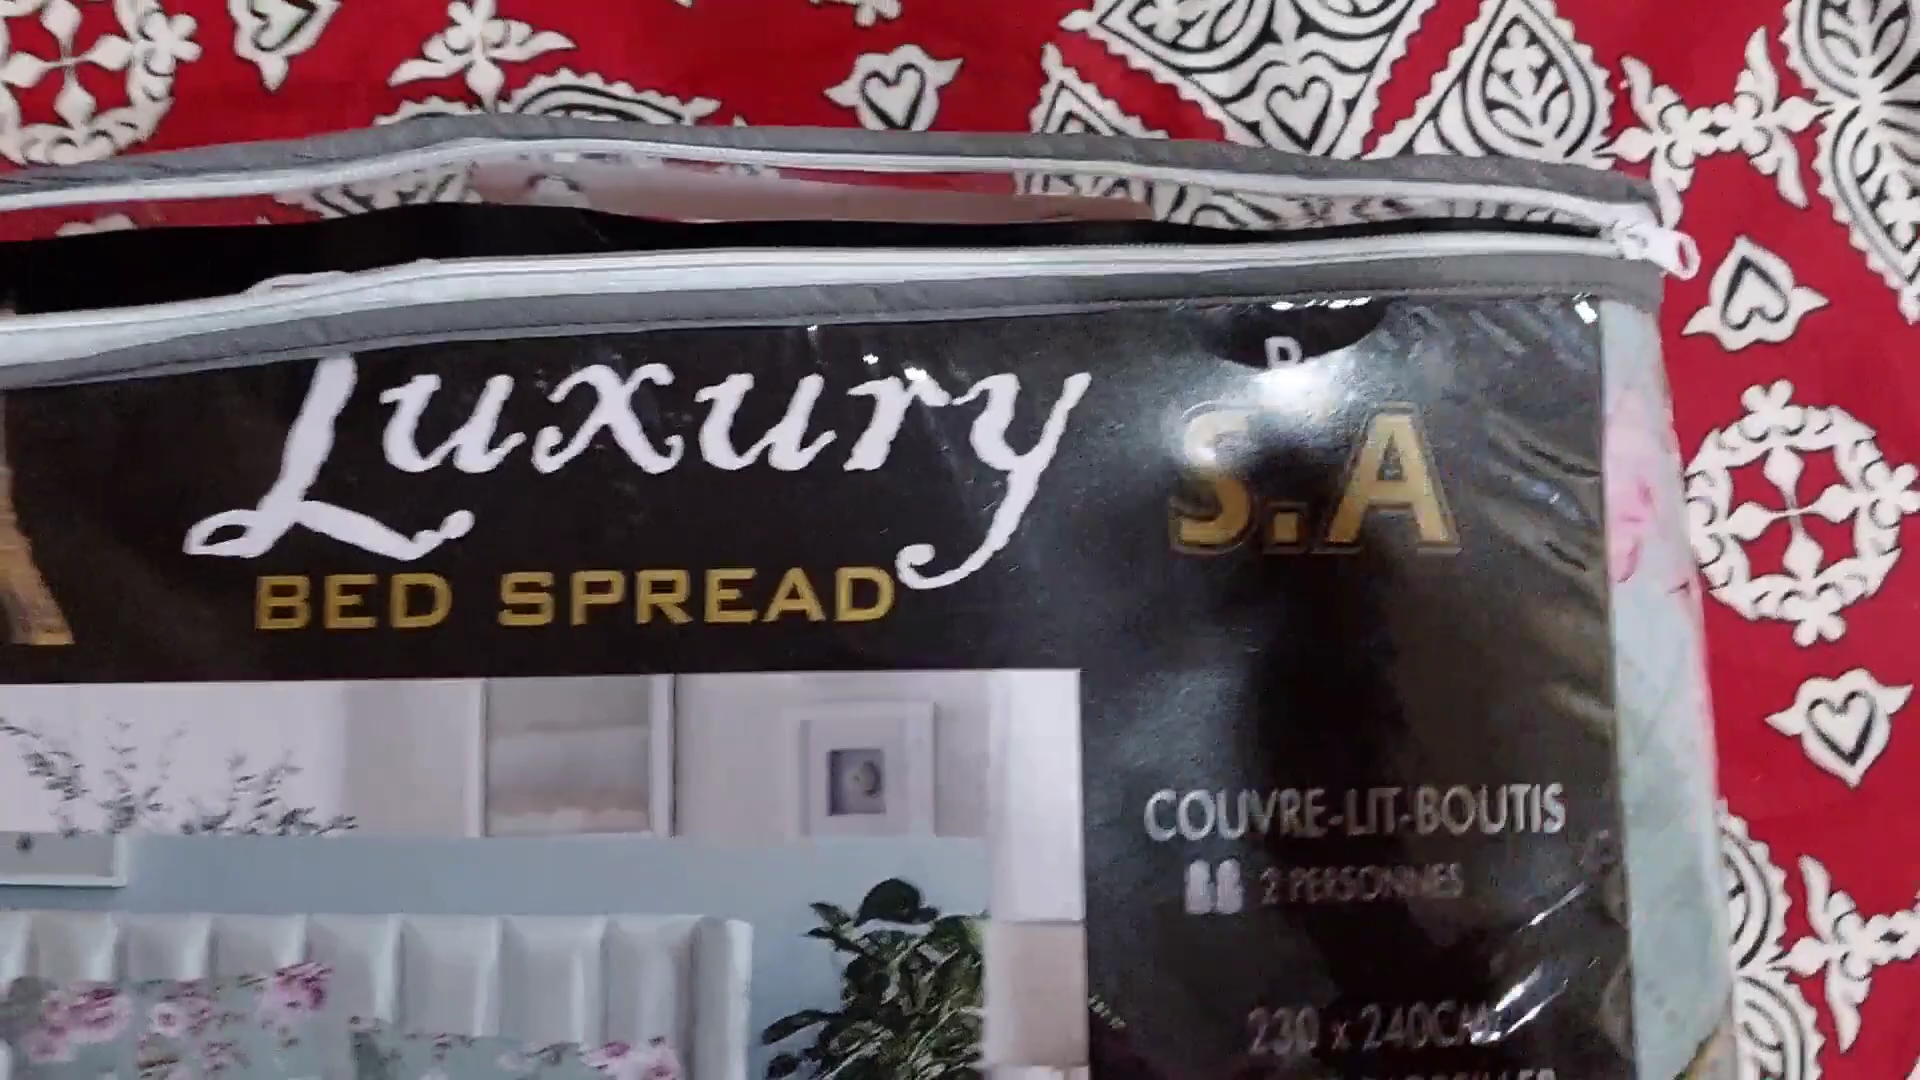 Luxury
BED SPREAD
S.A
COUVRE-LIT-BOUTIS
2 PERSONNES
230 x 240CM